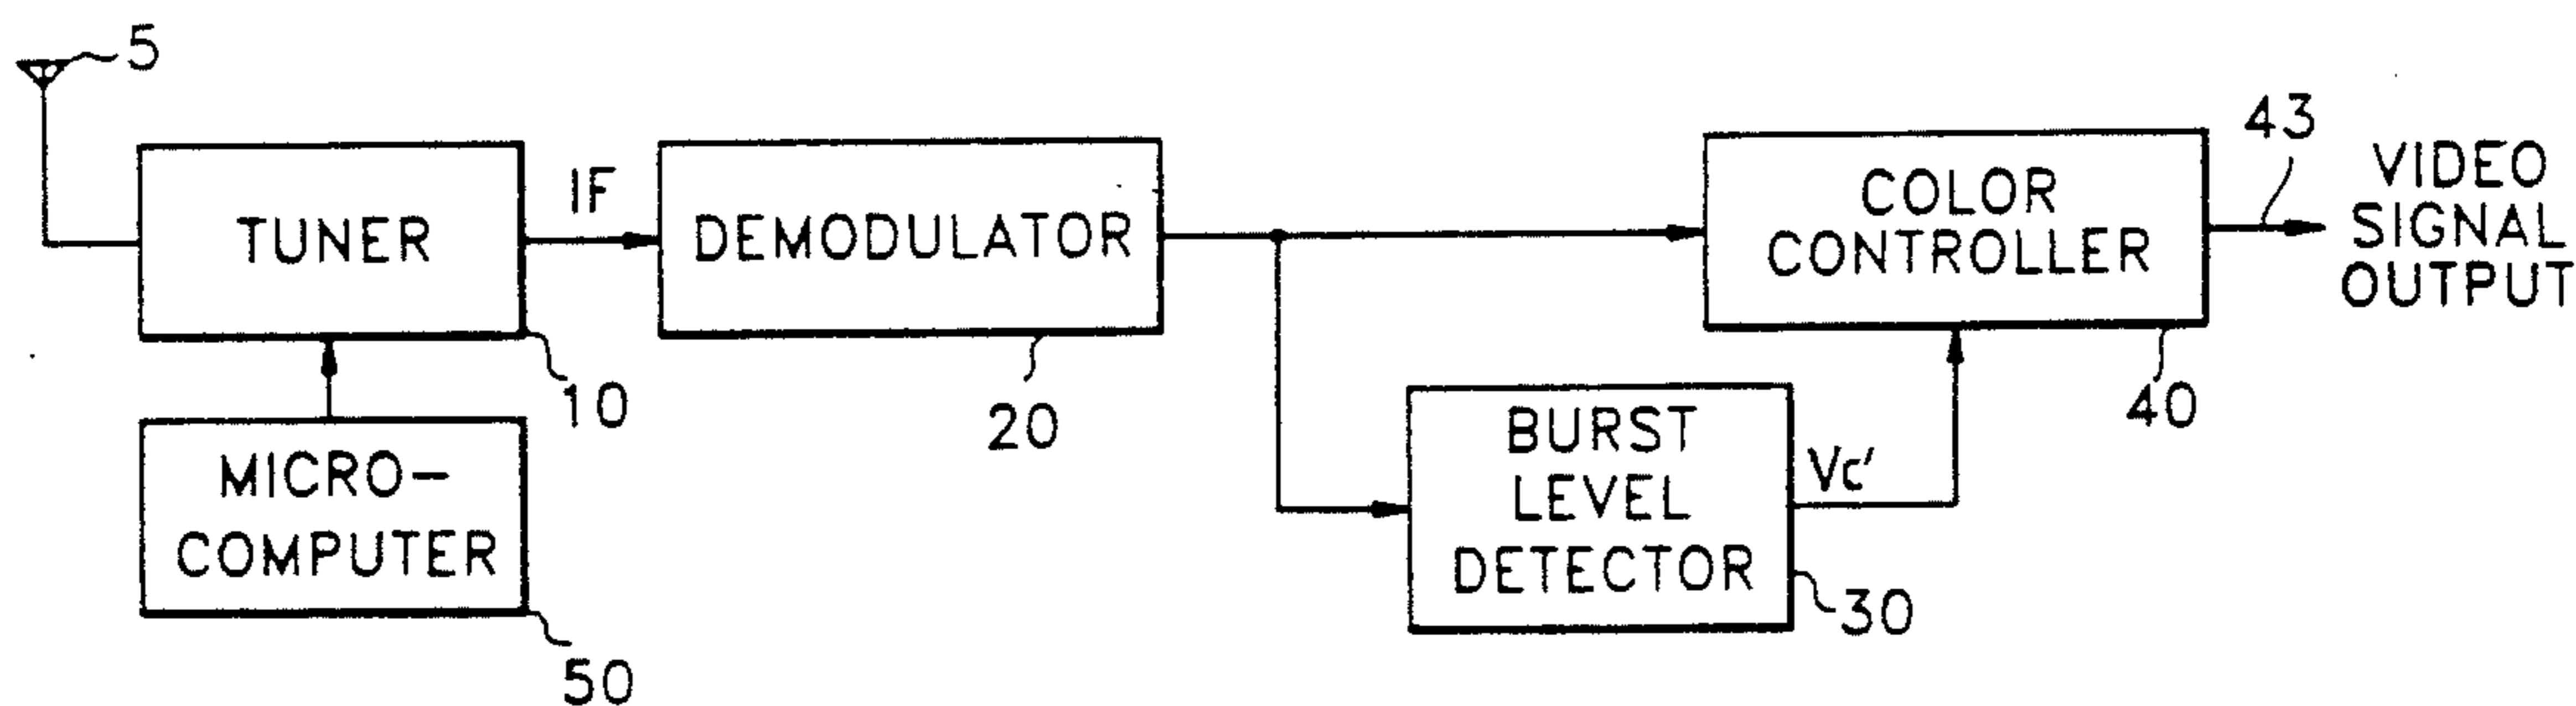 5
TUNER
10
IF
DEMODULATOR
20
COLOR
CONTROLLER
40
43
VIDEO
SIGNAL
OUTPUT
MICRO-
COMPUTER
50
BURST
LEVEL
DETECTOR
30
Vc'